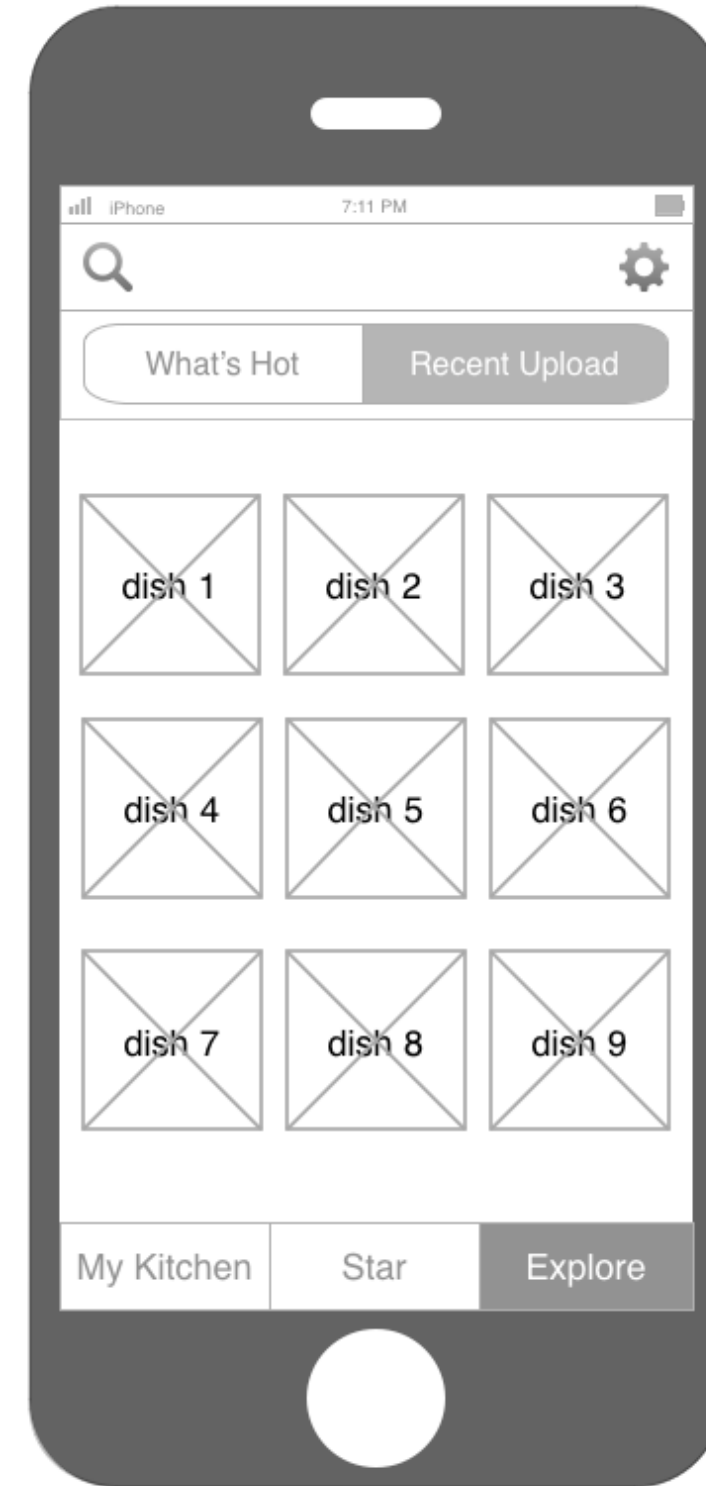 iPhone 7:11 PM
What's Hot Recent Upload
dish 1 dish 2 dish 3
dish 4 dish 5 dish 6
dish 7 dish 8 dish 9
My Kitchen Star Explore